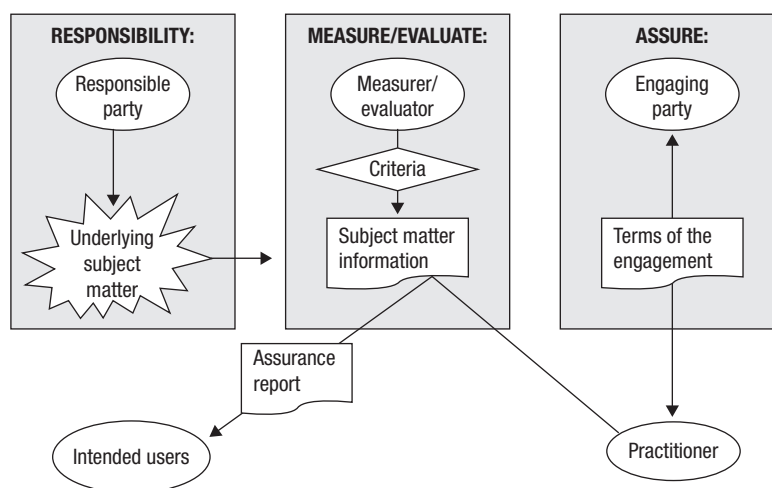 RESPONSIBILITY:
Responsible
party
Underlying
subject
matter
MEASURE/EVALUATE:
Measurer/
evaluator
Criteria
Subject matter
information
ASSURE:
Engaging
party
Terms of the
engagement
Assurance
report
Intended users
Practitioner